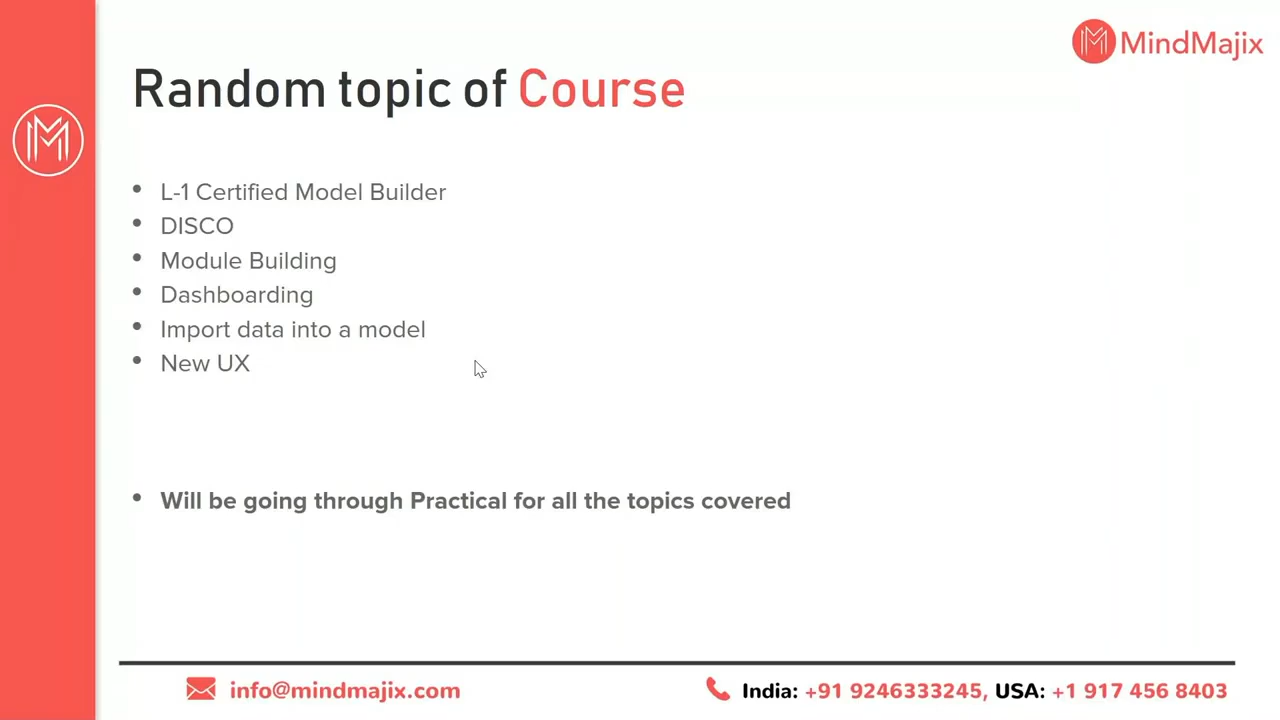 MindMajix
Random topic of Course
• L-1 Certified Model Builder
• DISCO
• Module Building
• Dashboarding
• Import data into a model
• New UX
• Will be going through Practical for all the topics covered
info@mindmajix.com
India: +91 9246333245, USA: +1 917 456 8403